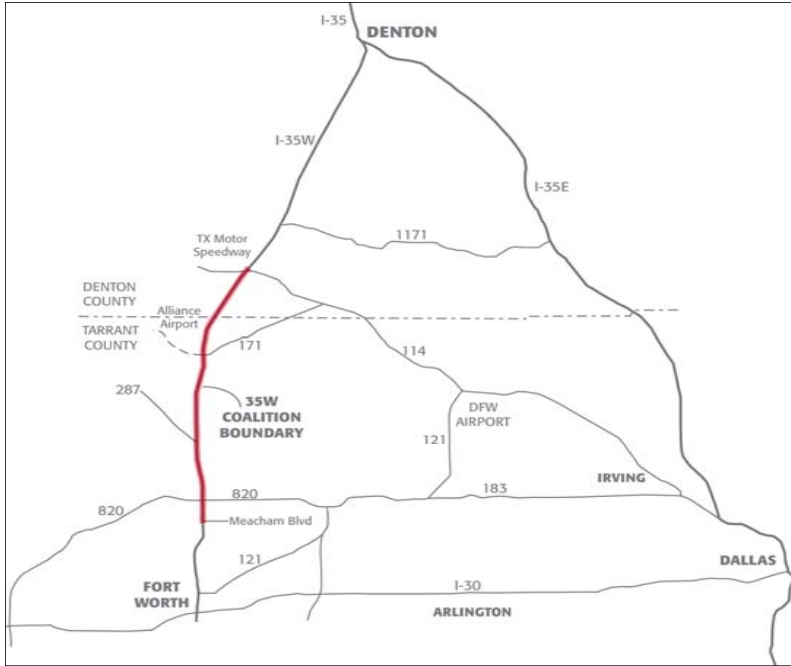 I-35
DENTON
I-35W
I-35E
1171
TX Motor
Speedway
DENTON
COUNTY
Alliance
Airport
TARRANT
COUNTY
171
114
287
35W
COALITION
BOUNDARY
DFW
AIRPORT
121
IRVING
820
183
820
Meacham Blvd
121
DALLAS
FORT
WORTH
I-30
ARLINGTON